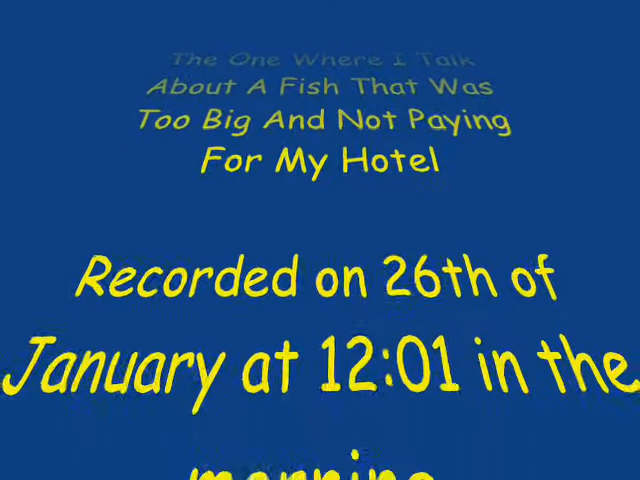 The One Where I Talk
About A Fish That Was
Too Big And Not Paying
For My Hotel
Recorded on 26th of
January at 12:01 in the